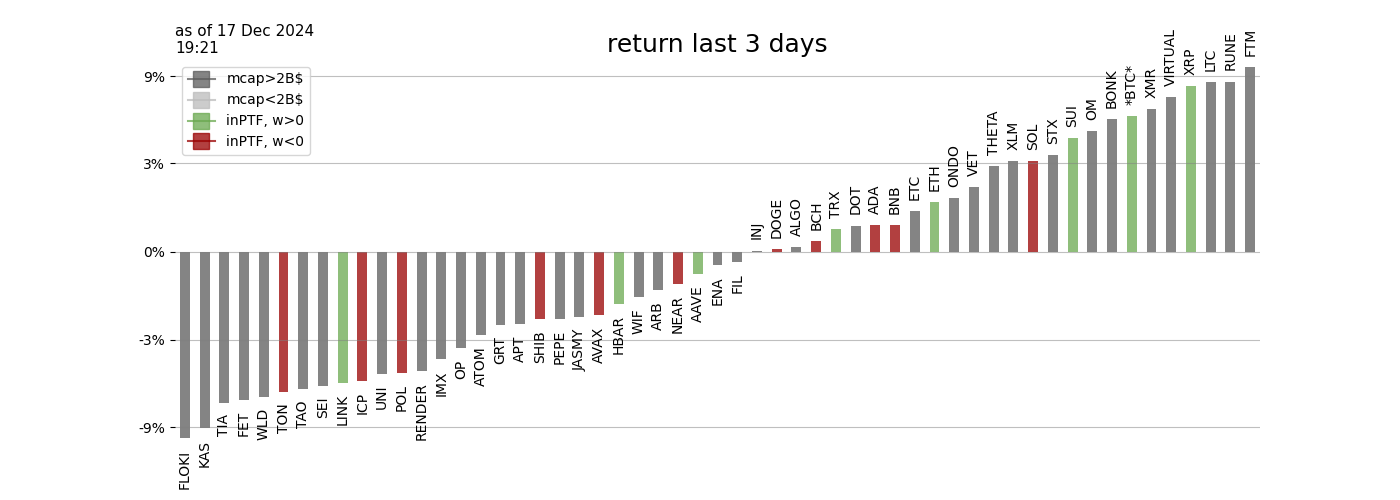 as of 17 Dec 2024
19:21
return last 3 days
mcap>2B$
mcap<2B$
inPTF, w>0
inPTF, w<0
9%
3%
0%
-3%
-9%
FLOKI
KAS
TIA
FET
WLD
TON
TAO
SEI
LINK
ICP
UNI
POL
RENDER
IMX
OP
ATOM
GRT
APT
SHIB
PEPE
JASMY
AVAX
HBAR
WIF
ARB
NEAR
AAVE
ENA
FIL
INJ
DOGE
ALGO
BCH
TRX
DOT
ADA
BNB
ETC
ETH
ONDO
VET
THETA
XLM
SOL
STX
SUI
OM
BONK
*BTC*
XMR
VIRTUAL
XRP
LTC
RUNE
FTM